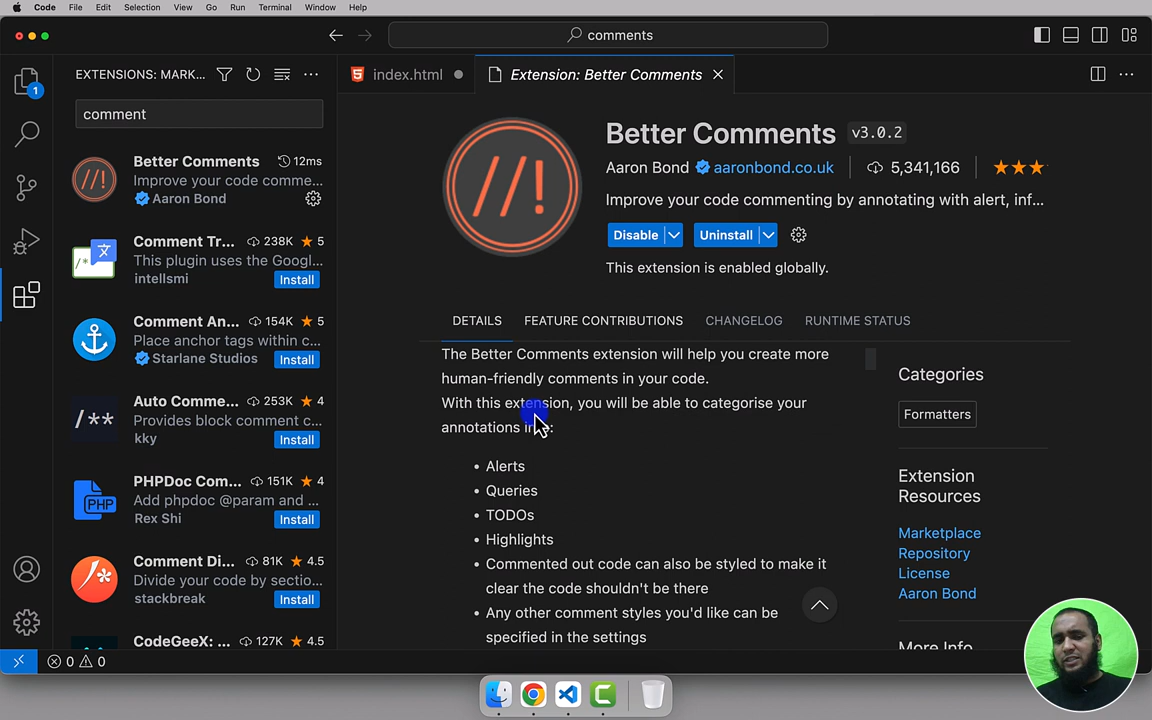 Code File Edit Selection View Go Run Terminal Window Help
comments
EXTENSIONS: MARK...
index.html
Extension: Better Comments
comment
1
Better Comments 12ms
Improve your code comme...
Aaron Bond
Comment Tr... 238K 5
This plugin uses the Googl...
intellsmi
Install
Comment An... 154K 5
Place anchor tags within c...
Starlane Studios
Install
Auto Comme... 253K 4
Provides block comment c...
kky
Install
PHPDoc Com... 151K 4
Add phpdoc @param and ...
Rex Shi
Install
Comment Di... 81K 4.5
Divide your code by sectio...
stackbreak
Install
CodeGeeX: ... 127K 4.5
//!
/**
PHP
//!
Better Comments v3.0.2
Aaron Bond aaronbond.co.uk 5,341,166
Improve your code commenting by annotating with alert, inf...
Disable Uninstall
This extension is enabled globally.
DETAILS FEATURE CONTRIBUTIONS CHANGELOG RUNTIME STATUS
The Better Comments extension will help you create more
human-friendly comments in your code.
With this extension, you will be able to categorise your
annotations
• Alerts
• Queries
• TODOs
• Highlights
• Commented out code can also be styled to make it
clear the code shouldn't be there
• Any other comment styles you'd like can be
specified in the settings
Categories
Formatters
Extension
Resources
Marketplace
Repository
License
Aaron Bond
More Info
0 0